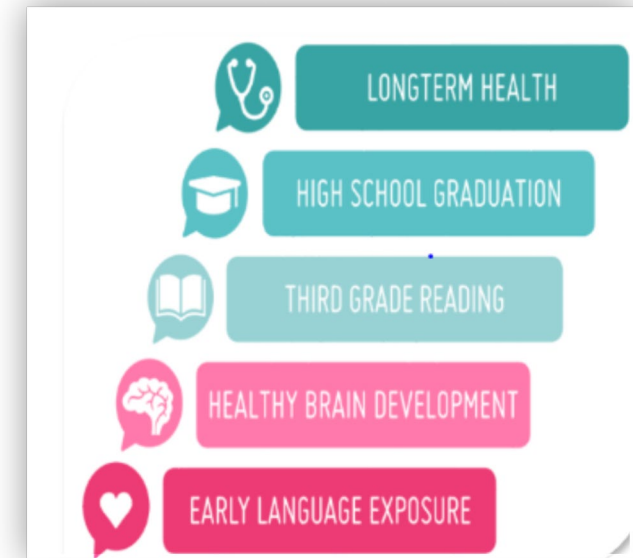 LONGTERM HEALTH
HIGH SCHOOL GRADUATION
THIRD GRADE READING
HEALTHY BRAIN DEVELOPMENT
EARLY LANGUAGE EXPOSURE